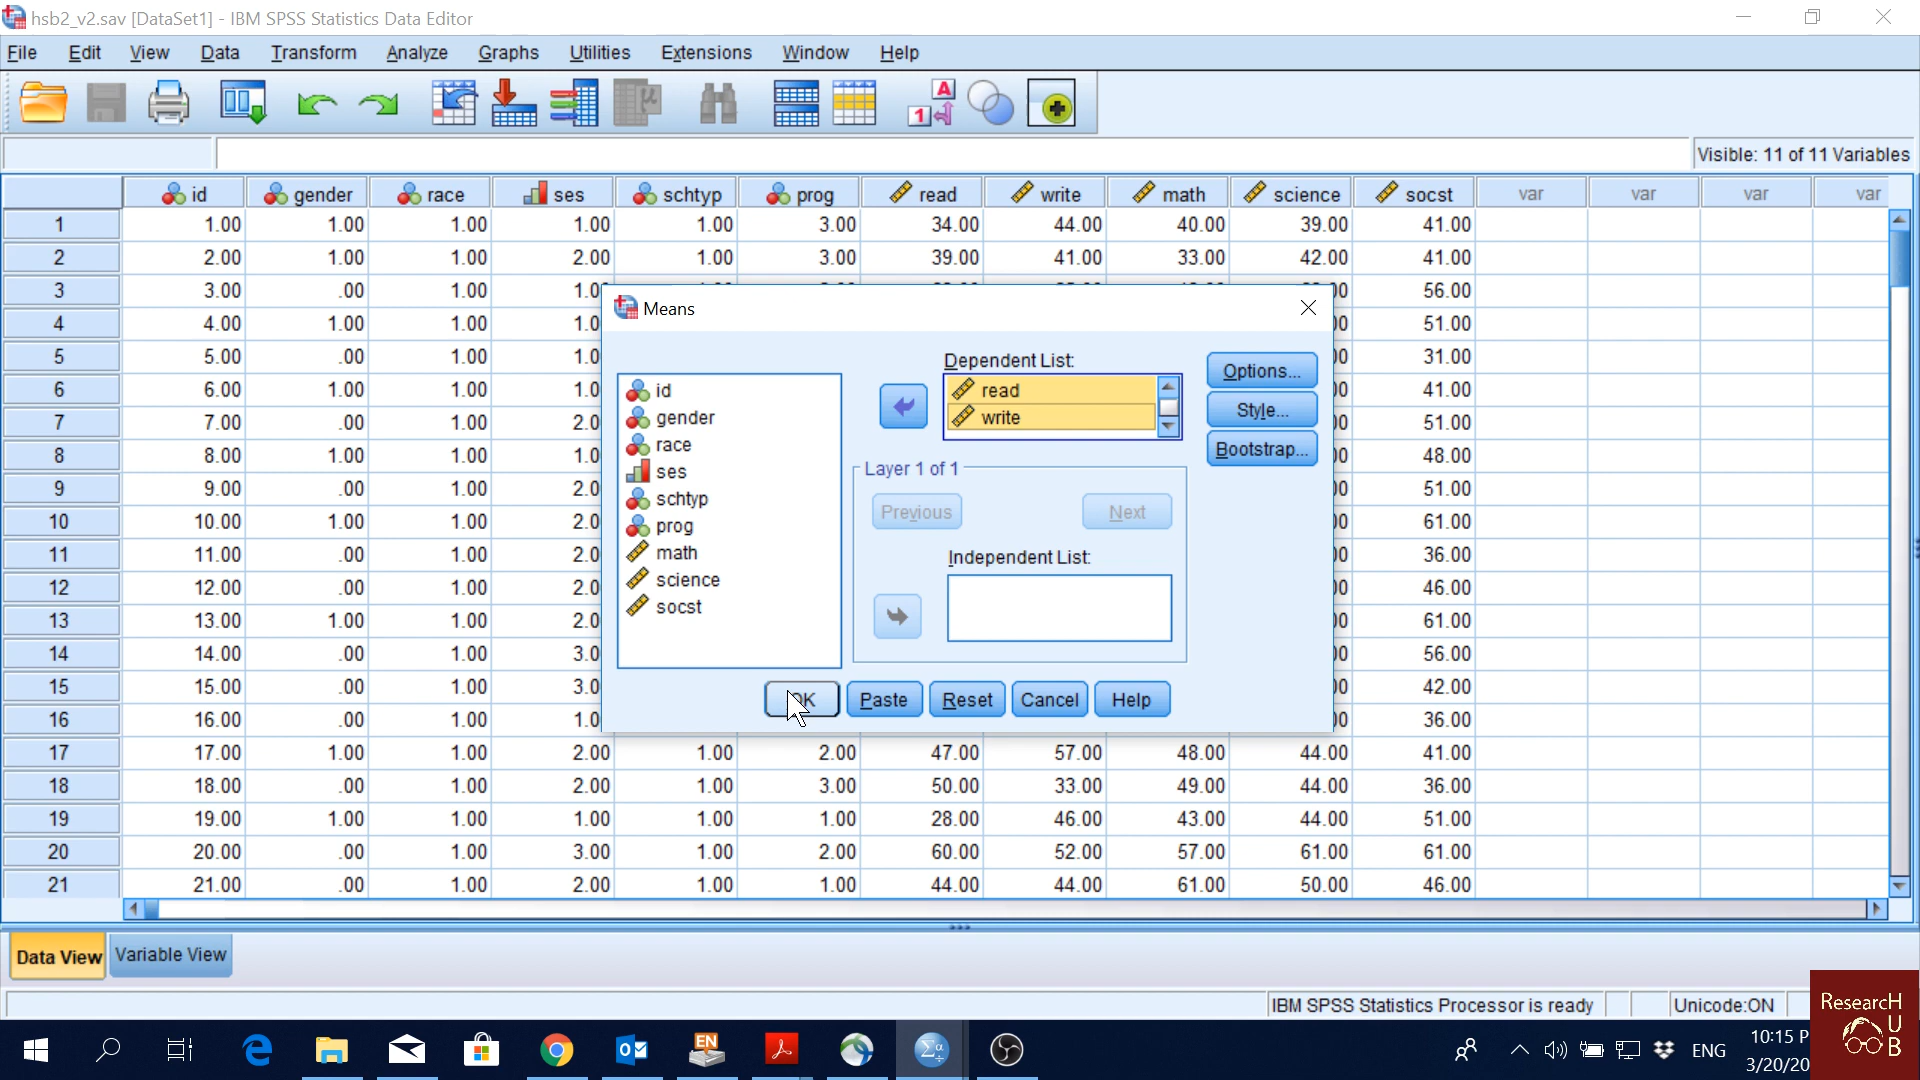 hsb2_v2.sav [DataSet1] - IBM SPSS Statistics Data Editor
File Edit View Data Transform Analyze Graphs Utilities Extensions Window Help
Visible: 11 of 11 Variables
id gender race ses schtyp prog read write math science socst var var var var
1 1.00 1.00 1.00 1.00 1.00 3.00 34.00 44.00 40.00 39.00 41.00
2 2.00 1.00 1.00 2.00 1.00 3.00 39.00 41.00 33.00 42.00 41.00
3 3.00 .00 1.00 56.00
4 4.00 1.00 1.00 51.00
5 5.00 .00 1.00 31.00
6 6.00 1.00 1.00 41.00
7 7.00 .00 1.00 51.00
8 8.00 1.00 1.00 48.00
9 9.00 .00 1.00 51.00
10 10.00 1.00 1.00 61.00
11 11.00 .00 1.00 36.00
12 12.00 .00 1.00 46.00
13 13.00 1.00 1.00 61.00
14 14.00 .00 1.00 56.00
15 15.00 .00 1.00 42.00
16 16.00 .00 1.00 36.00
17 17.00 1.00 1.00 2.00 1.00 2.00 47.00 57.00 48.00 44.00 41.00
18 18.00 .00 1.00 2.00 1.00 3.00 50.00 33.00 49.00 44.00 36.00
19 19.00 1.00 1.00 1.00 1.00 1.00 28.00 46.00 43.00 44.00 51.00
20 20.00 .00 1.00 3.00 1.00 2.00 60.00 52.00 57.00 61.00 61.00
21 21.00 .00 1.00 2.00 1.00 1.00 44.00 44.00 61.00 50.00 46.00
Means
id
gender
race
ses
schtyp
prog
math
science
socst
Dependent List:
read
write
Layer 1 of 1
Previous Next
Independent List:
Options...
Style...
Bootstrap...
OK Paste Reset Cancel Help
Data View Variable View
IBM SPSS Statistics Processor is ready Unicode:ON
ENG
10:15 P
3/20/20
ResearcH
U
B